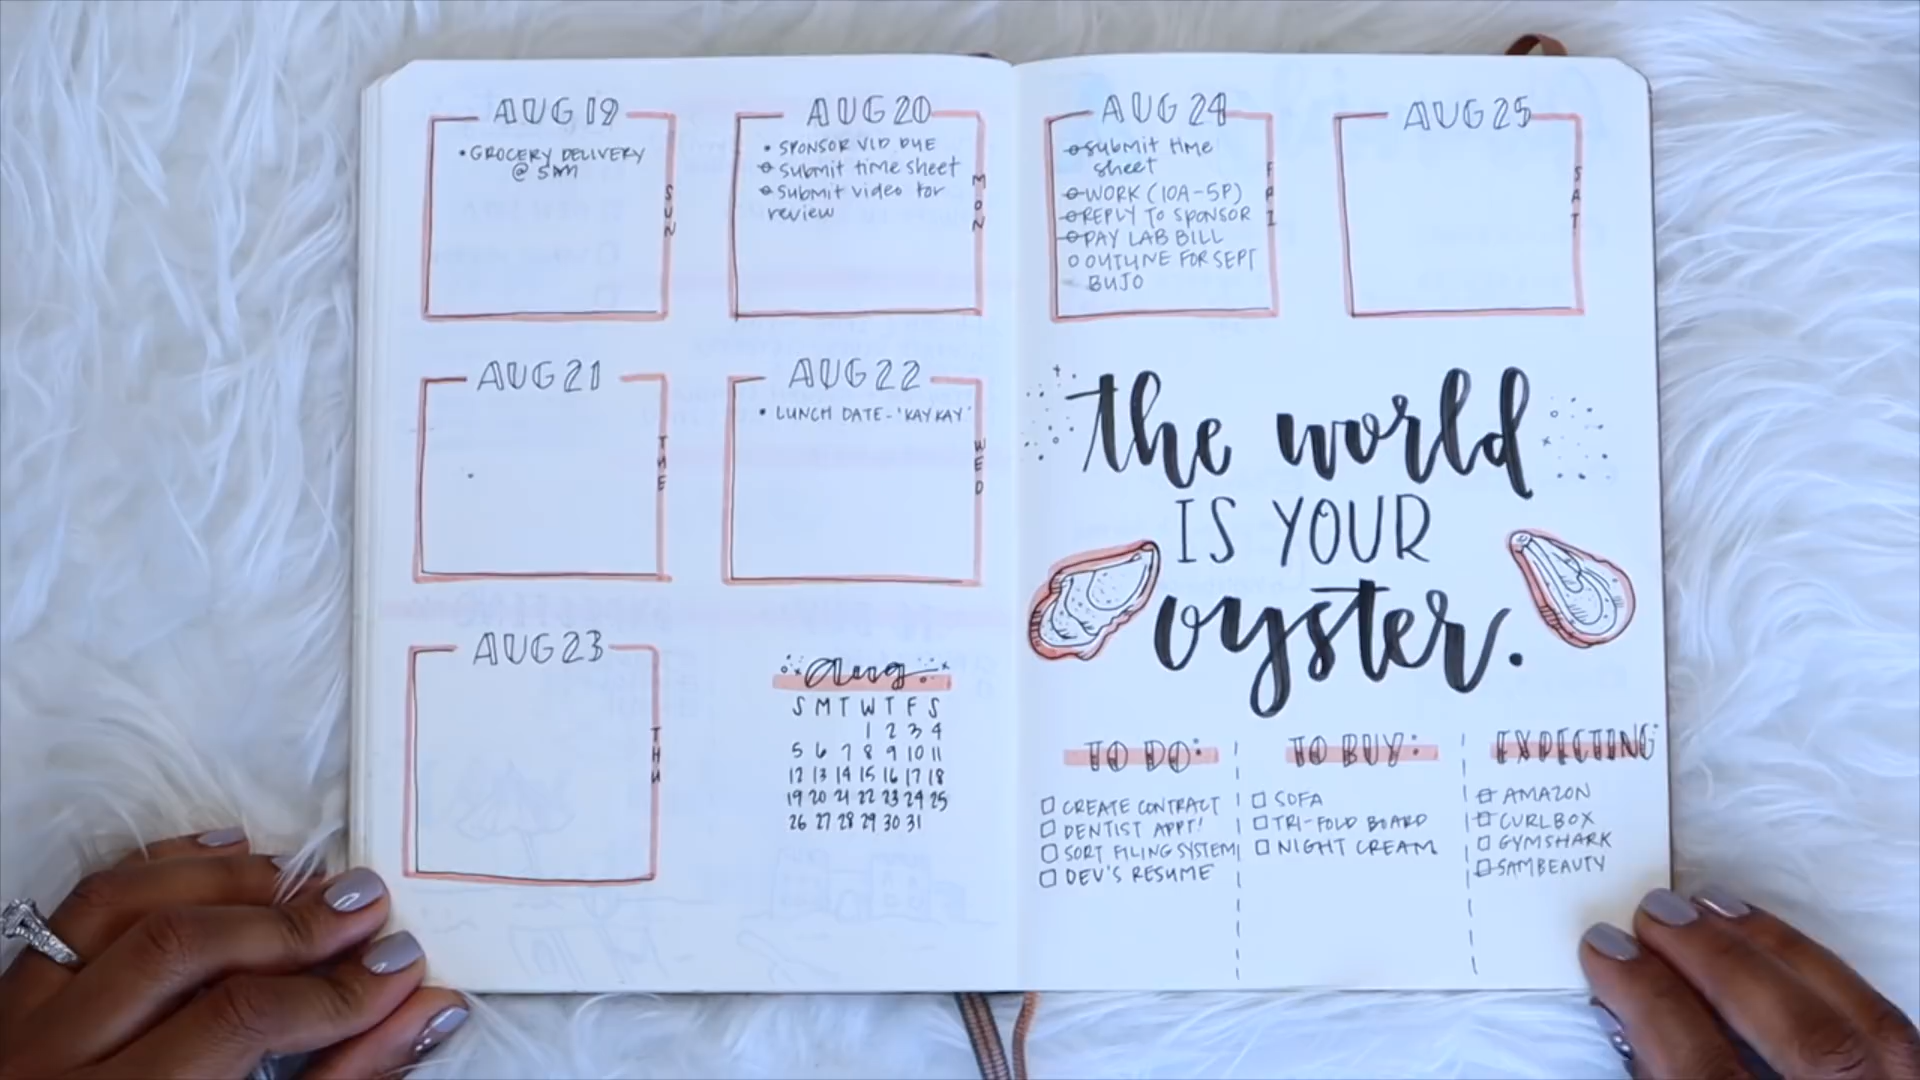 AUG 19
• GROCERY DELIVERY
@ 5AM
SUN
AUG 20
• SPONSOR VID DUE
submit time sheet
submit video for
review
MON
AUG 21
TUE
AUG 22
• LUNCH DATE - 'KAYKAY'
WED
AUG 23
THU
Aug
S M T W T F S
1 2 3 4
5 6 7 8 9 10 11
12 13 14 15 16 17 18
19 20 21 22 23 24 25
26 27 28 29 30 31
AUG 24
submit time
sheet
WORK (10A-5P)
REPLY TO SPONSOR
PAY LAB BILL
OUTLINE FOR SEPT
BUJO
FRI
AUG 25
SAT
the world
IS YOUR
oyster.
TO DO:
CREATE CONTRACT
DENTIST APPT!
SORT FILING SYSTEM
DEV'S RESUME
TO BUY:
SOFA
TRI-FOLD BOARD
NIGHT CREAM
EXPECTING:
AMAZON
CURLBOX
GYMSHARK
SAMBEAUTY